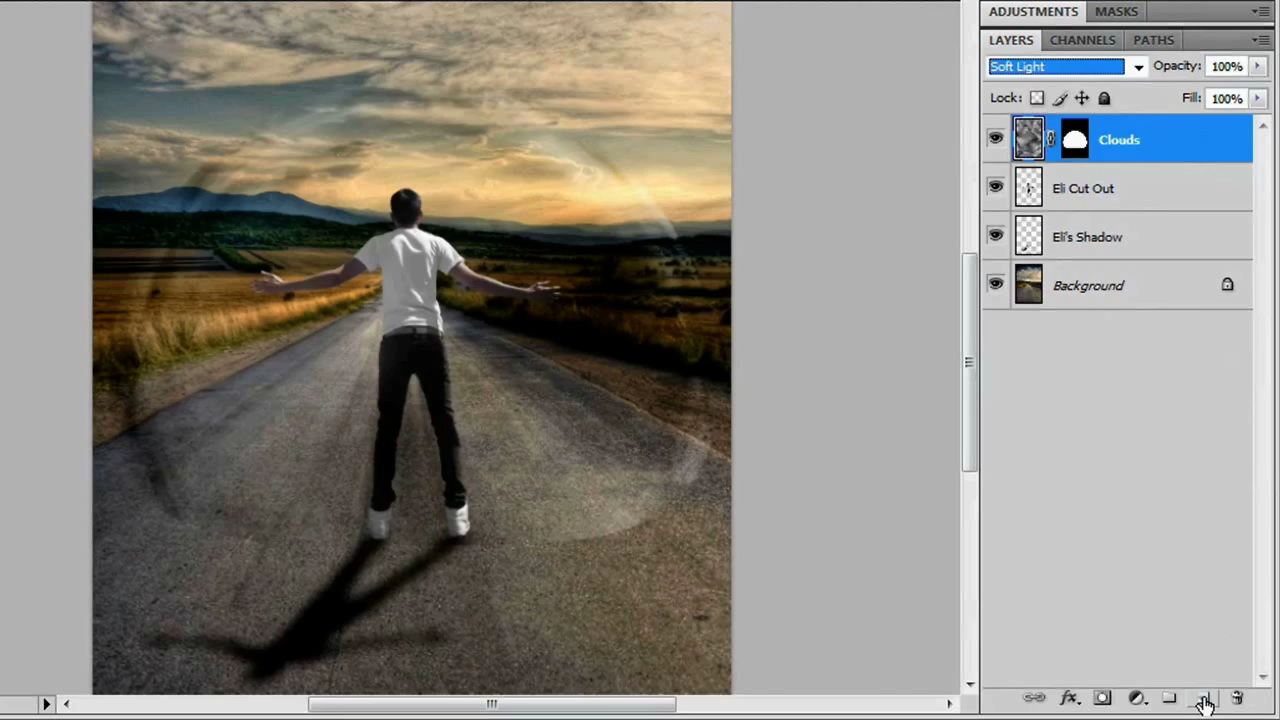 ADJUSTMENTS MASKS
LAYERS CHANNELS PATHS
Soft Light Opacity: 100%
Lock: Fill: 100%
Clouds
Eli Cut Out
Eli's Shadow
Background
fx